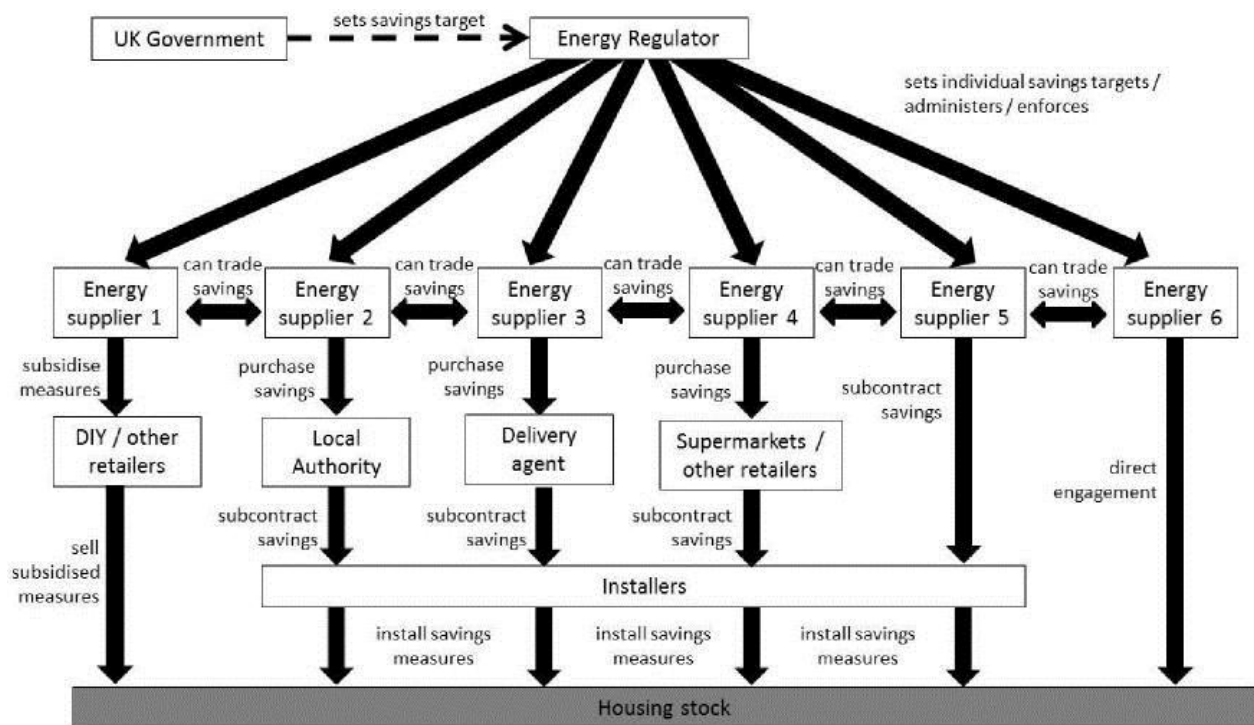 sets savings target
UK Government
Energy Regulator
sets individual savings targets /
administers / enforces
can trade
savings
can trade
savings
can trade
savings
can trade
savings
can trade
savings
Energy
supplier 1
Energy
supplier 2
Energy
supplier 3
Energy
supplier 4
Energy
supplier 5
Energy
supplier 6
subsidise
measures
purchase
savings
purchase
savings
purchase
savings
subcontract
savings
DIY / other
retailers
Local
Authority
Delivery
agent
Supermarkets /
other retailers
direct
engagement
subcontract
savings
subcontract
savings
subcontract
savings
sell
subsidised
measures
Installers
install savings
measures
install savings
measures
install savings
measures
Housing stock